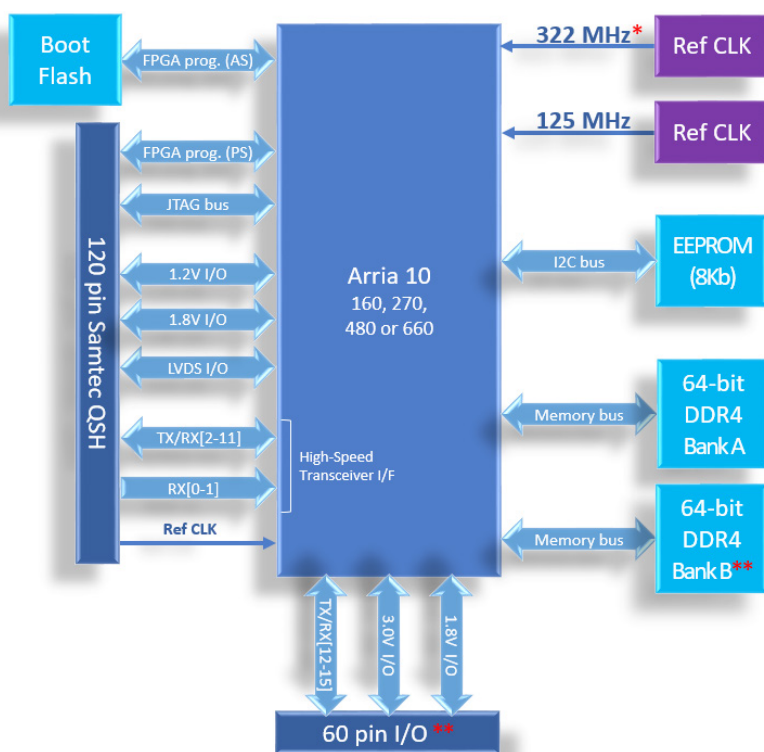 Boot
Flash
FPGA prog. (AS)
322 MHz*
Ref CLK
125 MHz
Ref CLK
120 pin Samtec QSH
FPGA prog. (PS)
JTAG bus
1.2V I/O
1.8V I/O
LVDS I/O
TX/RX[2-11]
RX[0-1]
Ref CLK
Arria 10
160, 270,
480 or 660
High-Speed
Transceiver I/F
I2C bus
EEPROM
(8Kb)
Memory bus
64-bit
DDR4
Bank A
Memory bus
64-bit
DDR4
Bank B**
TX/RX[12-15]
3.0V I/O
1.8V I/O
60 pin I/O **